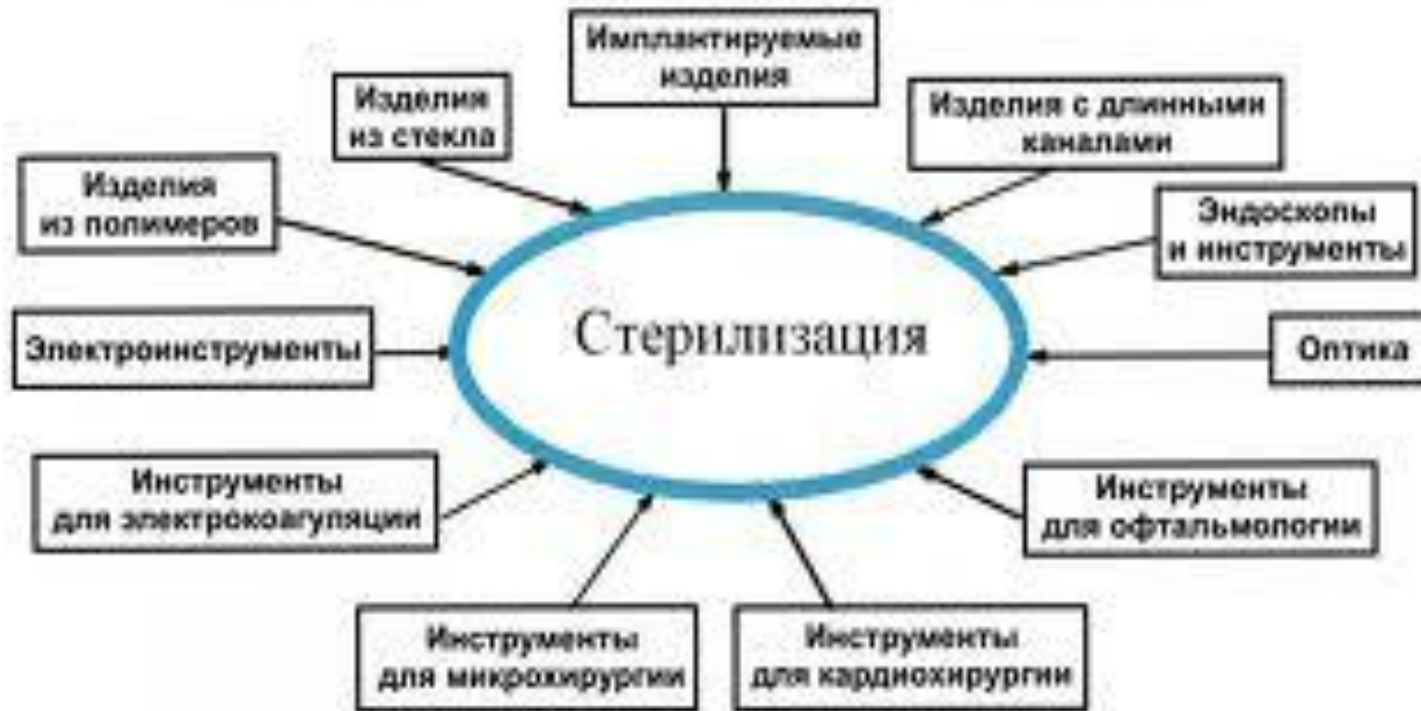 Имплантируемые
изделия
Изделия
из стекла
Изделия с длинными
каналами
Изделия
из полимеров
Эндоскопы
и инструменты
Стерилизация
Электроинструменты
Оптика
Инструменты
для электрокоагуляции
Инструменты
для офтальмологии
Инструменты
для микрохирургии
Инструменты
для кардиохирургии